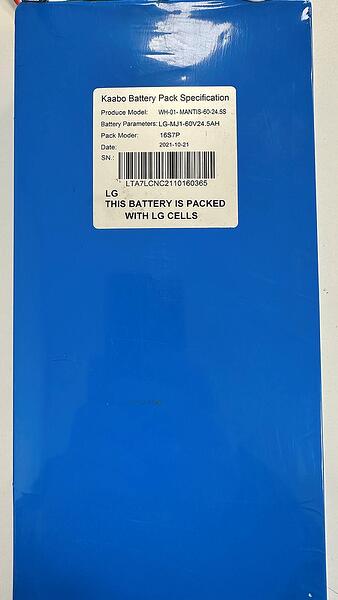 Kaabo Battery Pack Specification
Produce Model: WH-01- MANTIS-60-24.5S
Battery Parameters: LG-MJ1-60V24.5AH
Pack Moder: 16S7P
Date: 2021-10-21
SN.:
LTA7LCNC2110160365
LG
THIS BATTERY IS PACKED
WITH LG CELLS